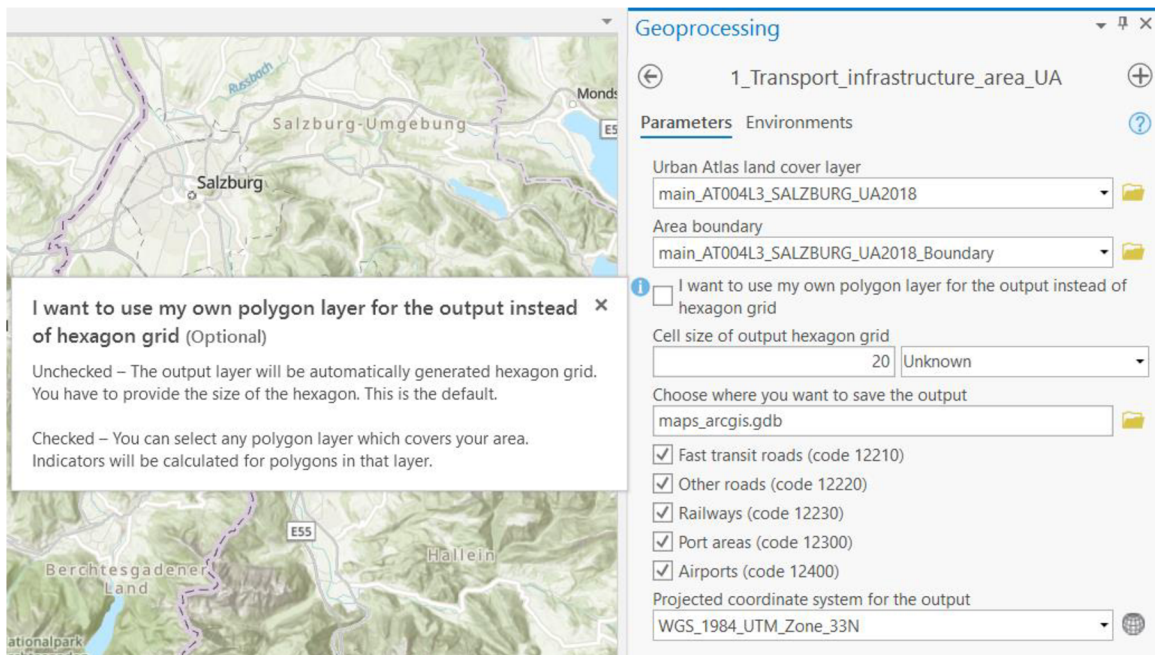 Russbach
Salzburg-Umgebung
Monds
E5
Salzburg
I want to use my own polygon layer for the output instead
of hexagon grid (Optional)
Unchecked – The output layer will be automatically generated hexagon grid.
You have to provide the size of the hexagon. This is the default.
Checked – You can select any polygon layer which covers your area.
Indicators will be calculated for polygons in that layer.
E55
Hallein
Berchtesgadener
Land
ationalpark
Geoprocessing
1_Transport_infrastructure_area_UA
Parameters Environments
Urban Atlas land cover layer
main_AT004L3_SALZBURG_UA2018
Area boundary
main_AT004L3_SALZBURG_UA2018_Boundary
I want to use my own polygon layer for the output instead of
hexagon grid
Cell size of output hexagon grid
20 Unknown
Choose where you want to save the output
maps_arcgis.gdb
Fast transit roads (code 12210)
Other roads (code 12220)
Railways (code 12230)
Port areas (code 12300)
Airports (code 12400)
Projected coordinate system for the output
WGS_1984_UTM_Zone_33N